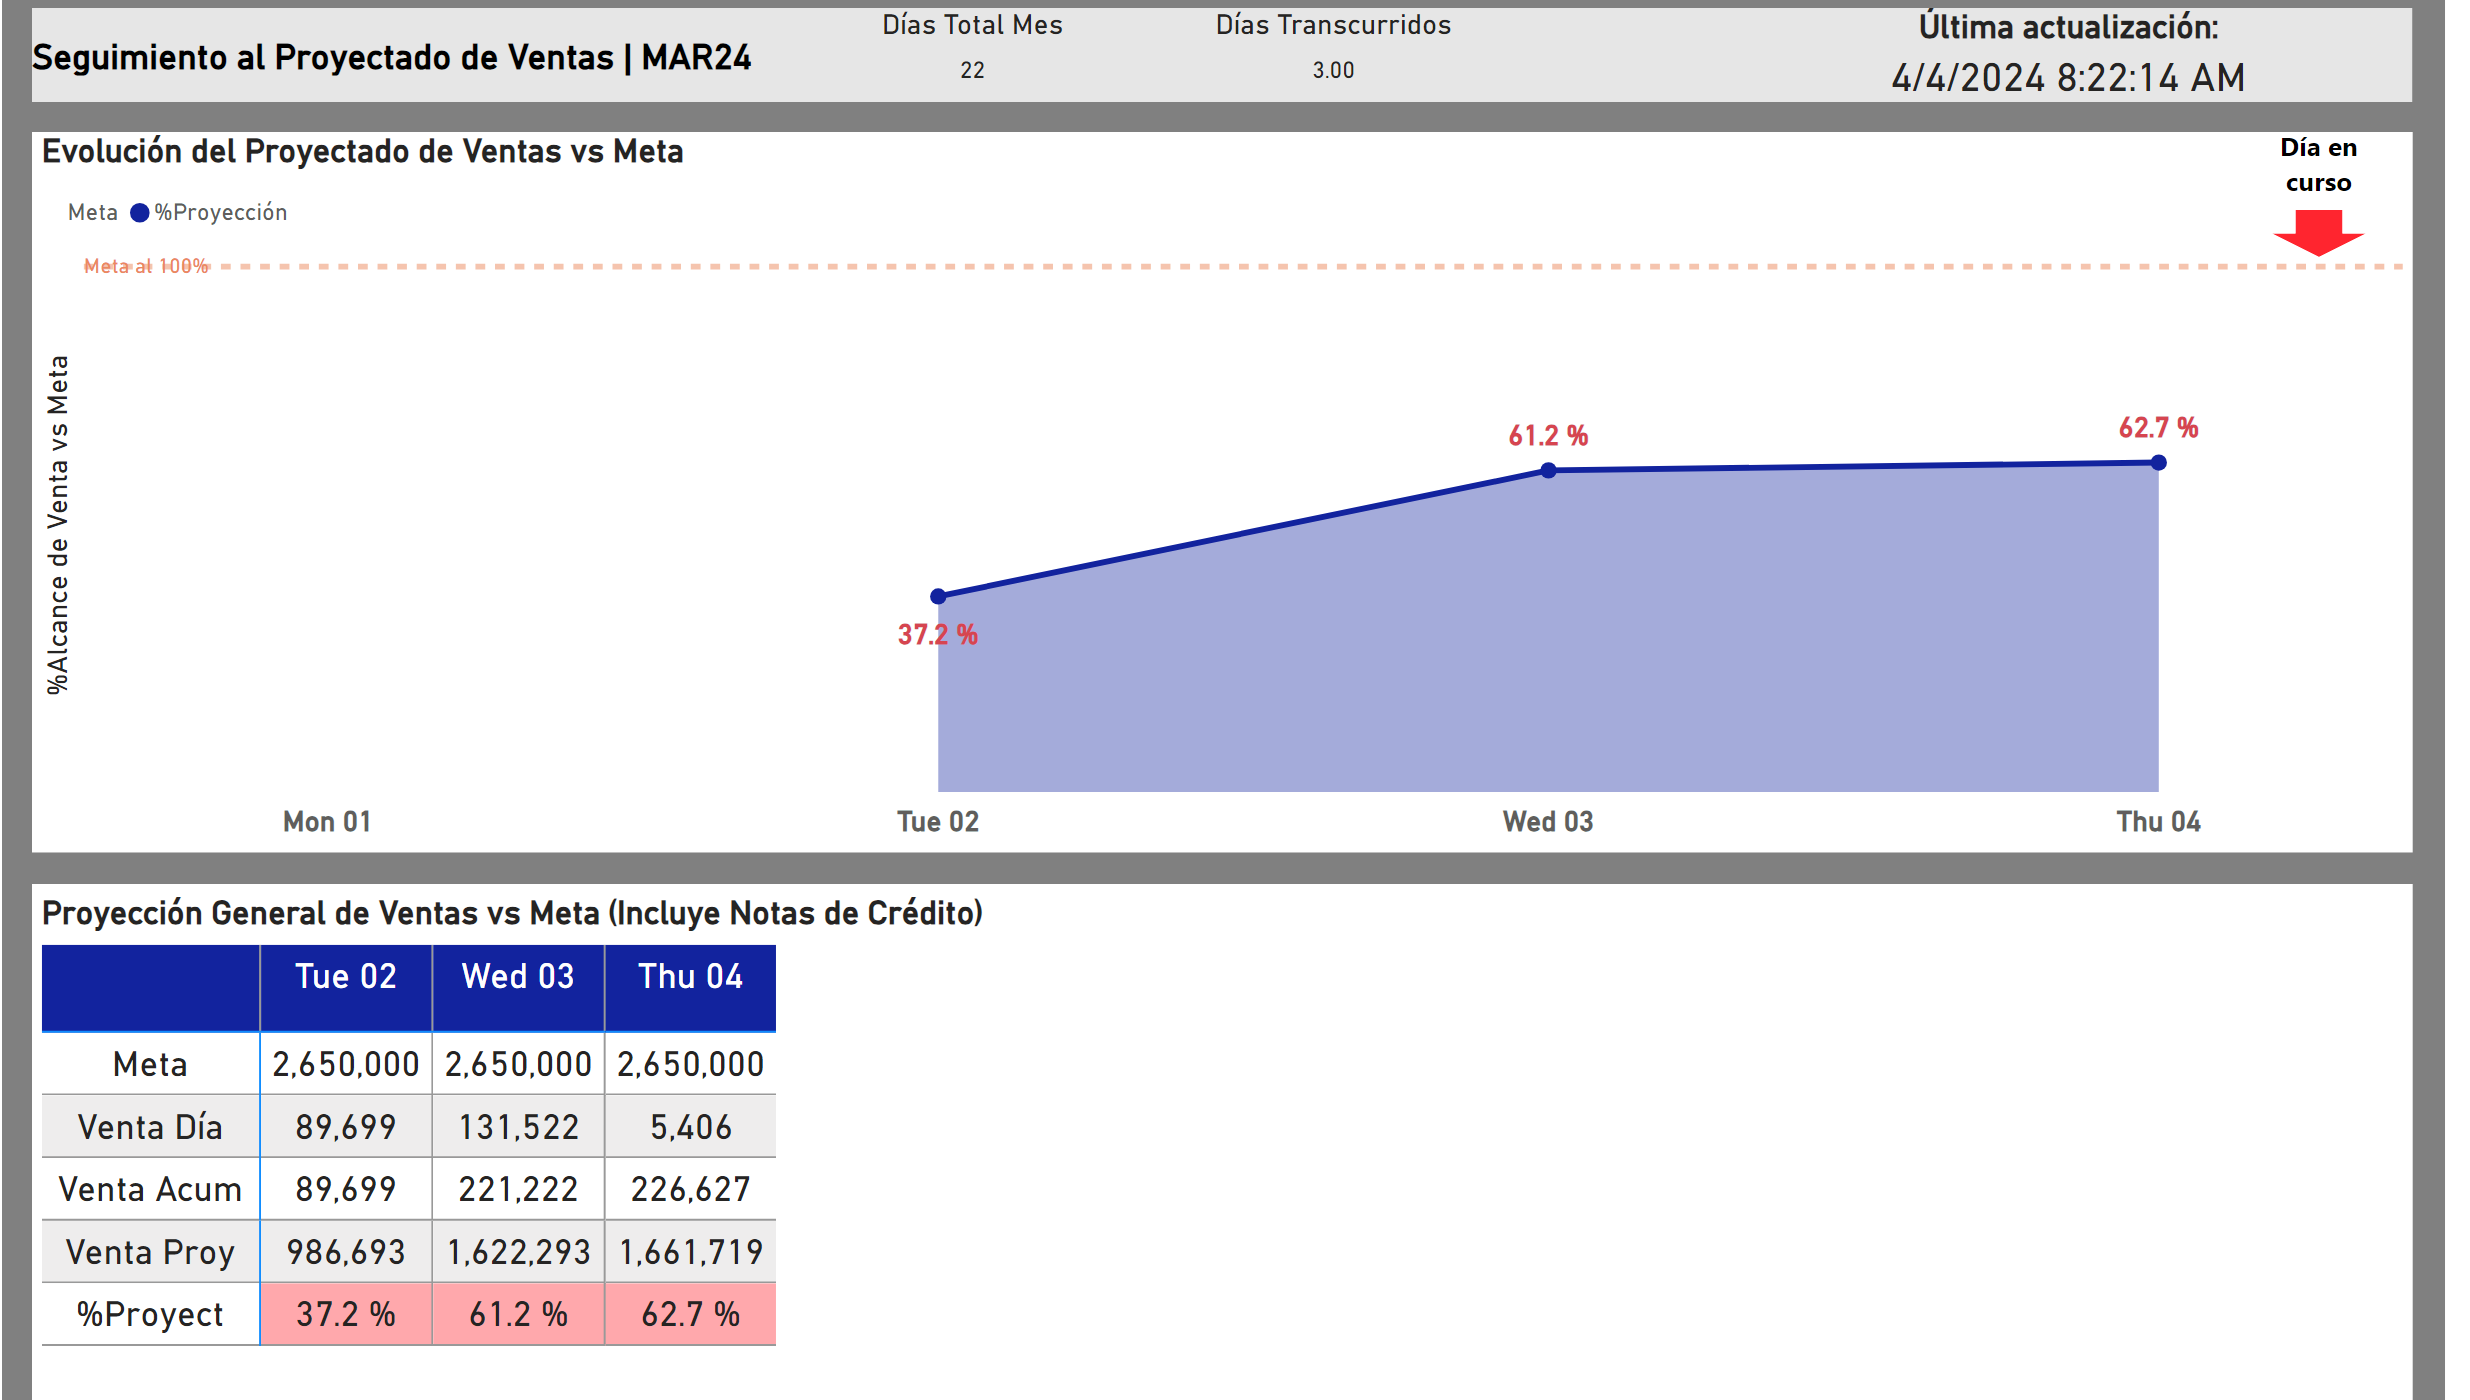 Seguimiento al Proyectado de Ventas | MAR24
Días Total Mes
22
Días Transcurridos
3.00
Última actualización:
4/4/2024 8:22:14 AM
Evolución del Proyectado de Ventas vs Meta
Día en
curso
Meta %Proyección
Meta al 100%
%Alcance de Venta vs Meta
37.2 %
61.2 %
62.7 %
Mon 01 Tue 02 Wed 03 Thu 04
Proyección General de Ventas vs Meta (Incluye Notas de Crédito)
Tue 02 Wed 03 Thu 04
Meta 2,650,000 2,650,000 2,650,000
Venta Día 89,699 131,522 5,406
Venta Acum 89,699 221,222 226,627
Venta Proy 986,693 1,622,293 1,661,719
%Proyect 37.2 % 61.2 % 62.7 %